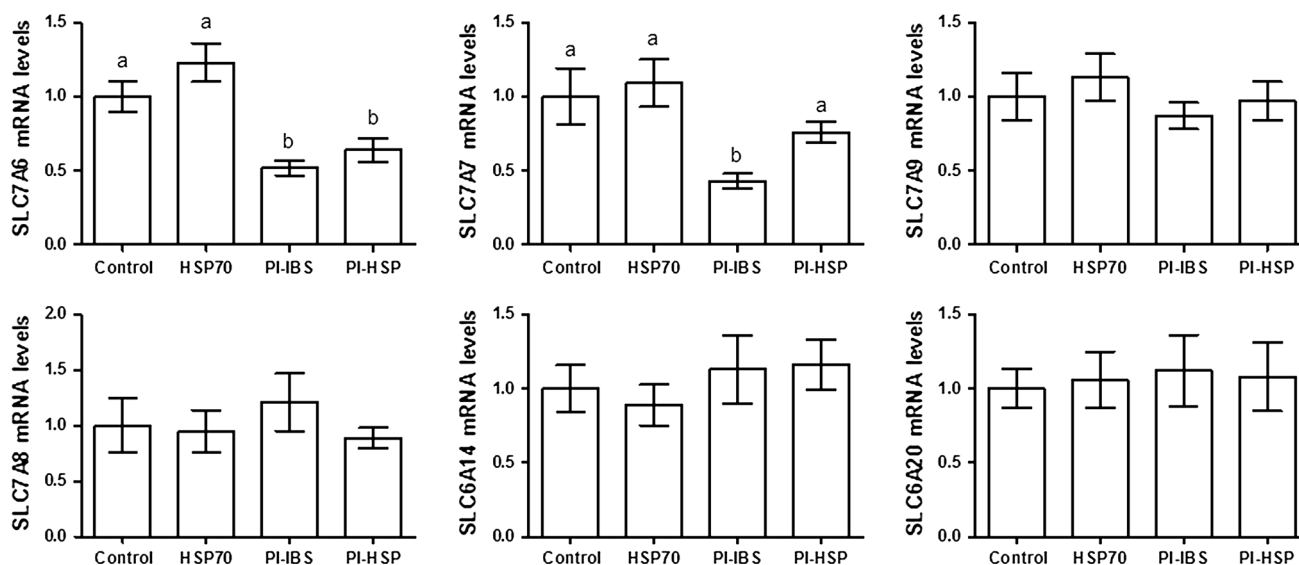 SLC7A6 mRNA levels
1.5
1.0
0.5
0.0
a
a
b
b
Control HSP70 PI-IBS PI-HSP
SLC7A7 mRNA levels
1.5
1.0
0.5
0.0
a
a
b
a
Control HSP70 PI-IBS PI-HSP
SLC7A9 mRNA levels
1.5
1.0
0.5
0.0
Control HSP70 PI-IBS PI-HSP
SLC7A8 mRNA levels
2.0
1.5
1.0
0.5
0.0
Control HSP70 PI-IBS PI-HSP
SLC6A14 mRNA levels
1.5
1.0
0.5
0.0
Control HSP70 PI-IBS PI-HSP
SLC6A20 mRNA levels
1.5
1.0
0.5
0.0
Control HSP70 PI-IBS PI-HSP